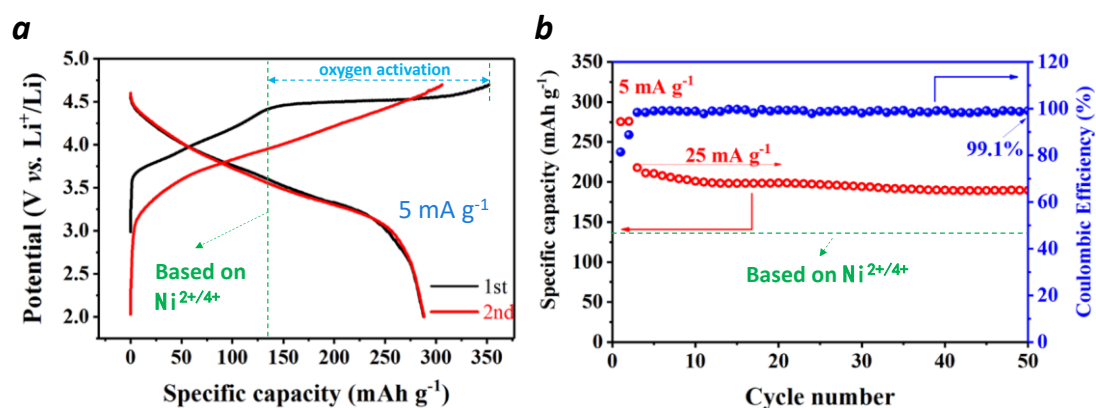 a
Potential (V vs. Li⁺/Li)
5.0
4.5
4.0
3.5
3.0
2.5
2.0
oxygen activation
5 mA g⁻¹
Based on
Ni²⁺/⁴⁺
1st
2nd
0 50 100 150 200 250 300 350
Specific capacity (mAh g⁻¹)
b
Specific capacity (mAh g⁻¹)
350
300
250
200
150
100
50
0
5 mA g⁻¹
25 mA g⁻¹
99.1%
Based on Ni²⁺/⁴⁺
120
100
80
60
40
20
0
Coulombic Efficiency (%)
0 10 20 30 40 50
Cycle number